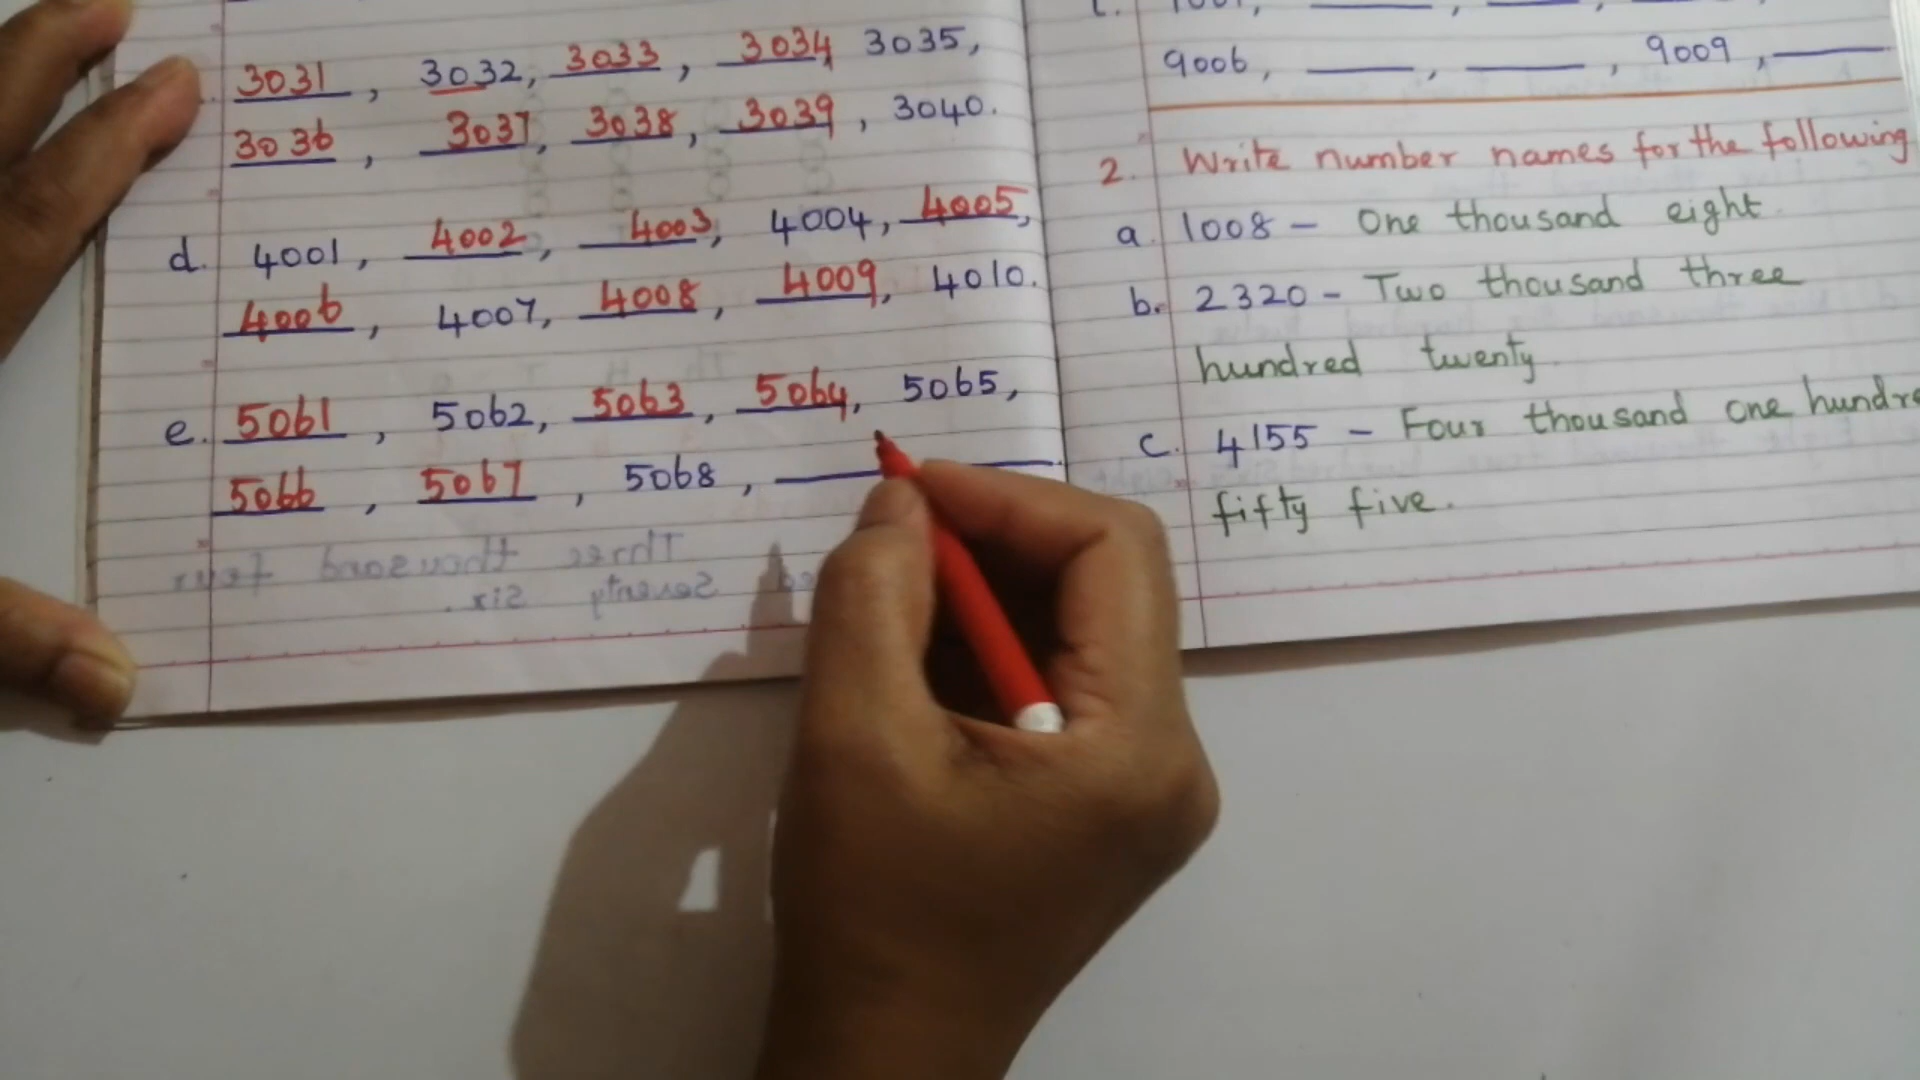 3031, 3032, 3033, 3034, 3035,
3036, 3037, 3038, 3039, 3040.
d. 4001, 4002, 4003, 4004, 4005,
4006, 4007, 4008, 4009, 4010.
e. 5061, 5062, 5063, 5064, 5065,
5066, 5067, 5068,
9006, , , 9009,
2. Write number names for the following
a. 1008 - One thousand eight.
b. 2320 - Two thousand three
hundred twenty.
c. 4155 - Four thousand one hundre
fifty five.